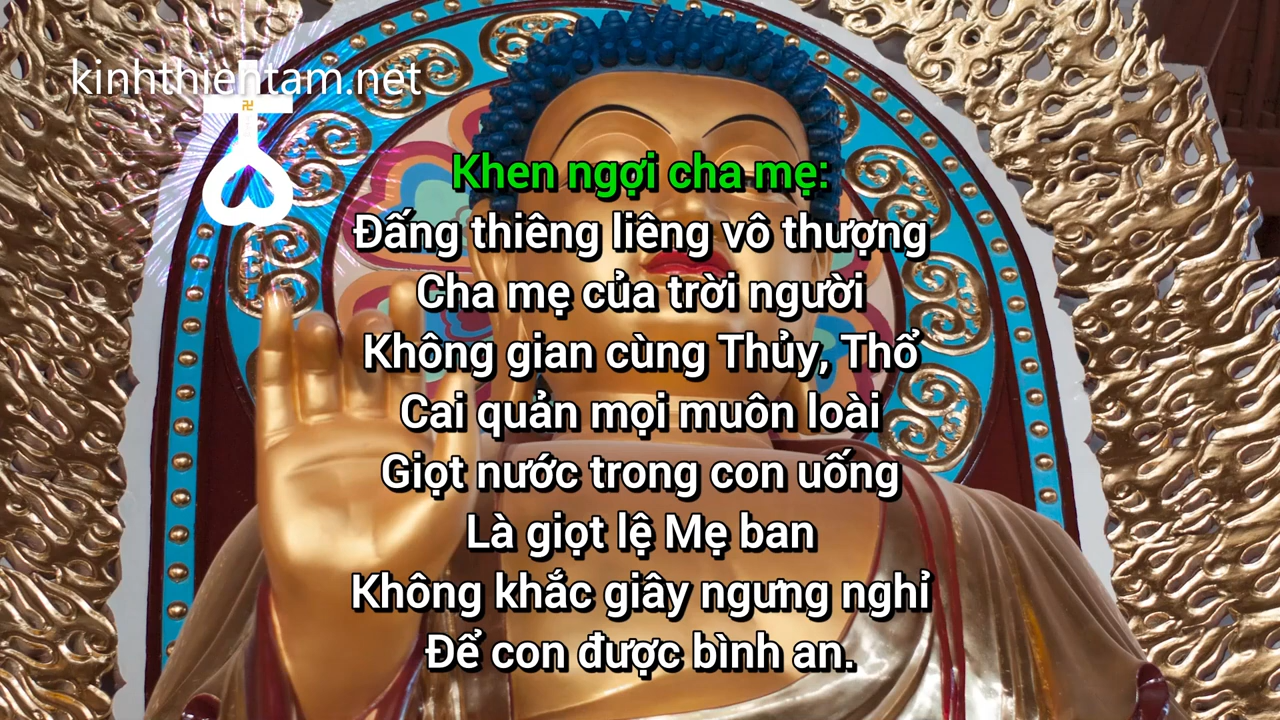 kinhthientam.net
卍
Khen ngợi cha mẹ:
Đấng thiêng liêng vô thượng
Cha mẹ của trời người
Không gian cùng Thủy, Thổ
Cai quản mọi muôn loài
Giọt nước trong con uống
Là giọt lệ Mẹ ban
Không khắc giây ngưng nghỉ
Để con được bình an.